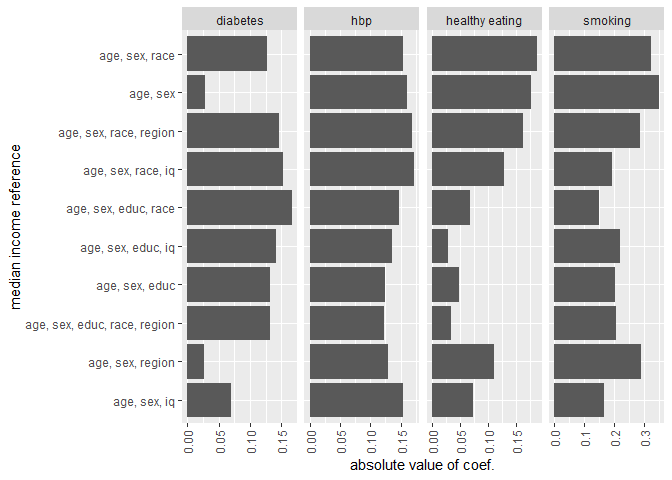 diabetes hbp healthy eating smoking
age, sex, race
age, sex
age, sex, race, region
age, sex, race, iq
age, sex, educ, race
age, sex, educ, iq
age, sex, educ
age, sex, educ, race, region
age, sex, region
age, sex, iq
median income reference
0.00 0.05 0.10 0.15 0.00 0.05 0.10 0.15 0.00 0.05 0.10 0.15 0.0 0.1 0.2 0.3
absolute value of coef.